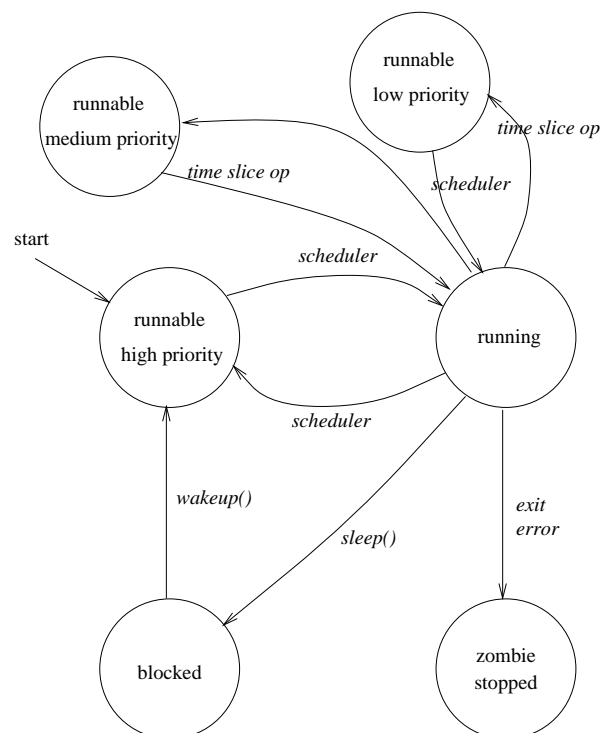 runnable
low priority
runnable
medium priority
time slice op
time slice op
scheduler
start
scheduler
runnable
high priority
running
scheduler
wakeup()
sleep()
exit
error
blocked
zombie
stopped